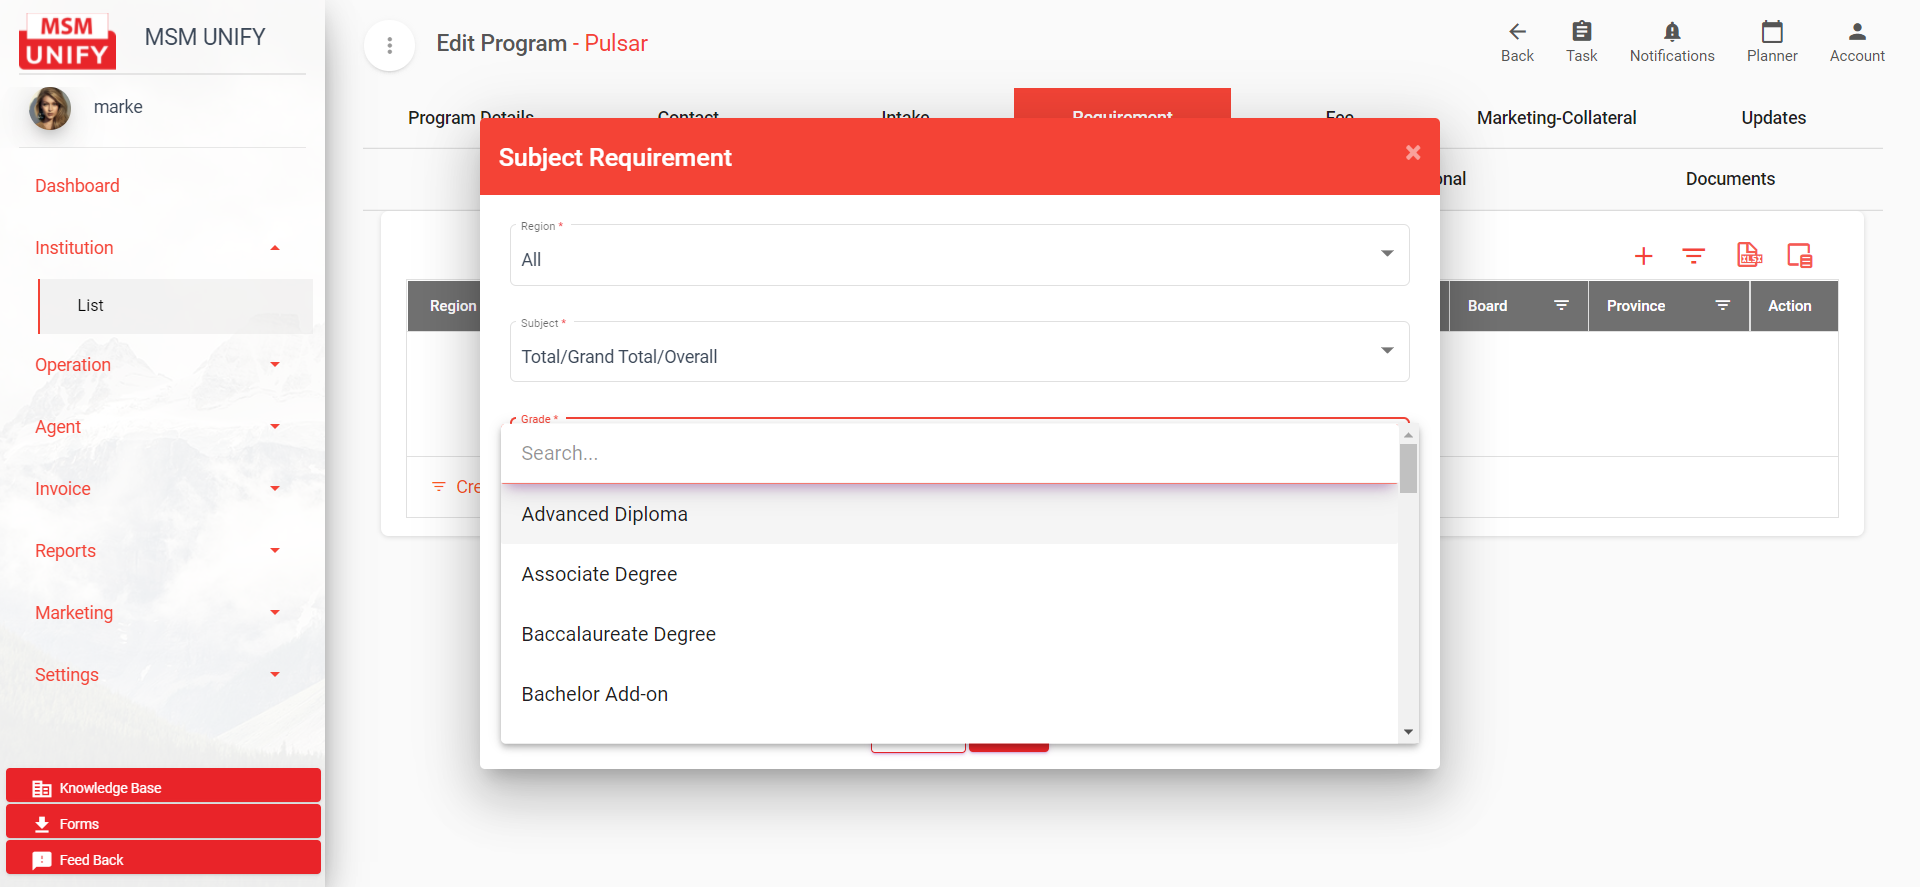 MSM
UNIFY
MSM UNIFY
marke
Dashboard
Institution
List
Operation
Agent
Invoice
Reports
Marketing
Settings
Knowledge Base
Forms
Feed Back
Edit Program - Pulsar
Back
Task
Notifications
Planner
Account
Program Details
Contact
Intake
Requirement
Fee
Marketing-Collateral
Updates
Documents
XLSX
Region
Board
Province
Action
Subject Requirement
×
Region *
All
Subject *
Total/Grand Total/Overall
Grade *
Search...
Advanced Diploma
Associate Degree
Baccalaureate Degree
Bachelor Add-on